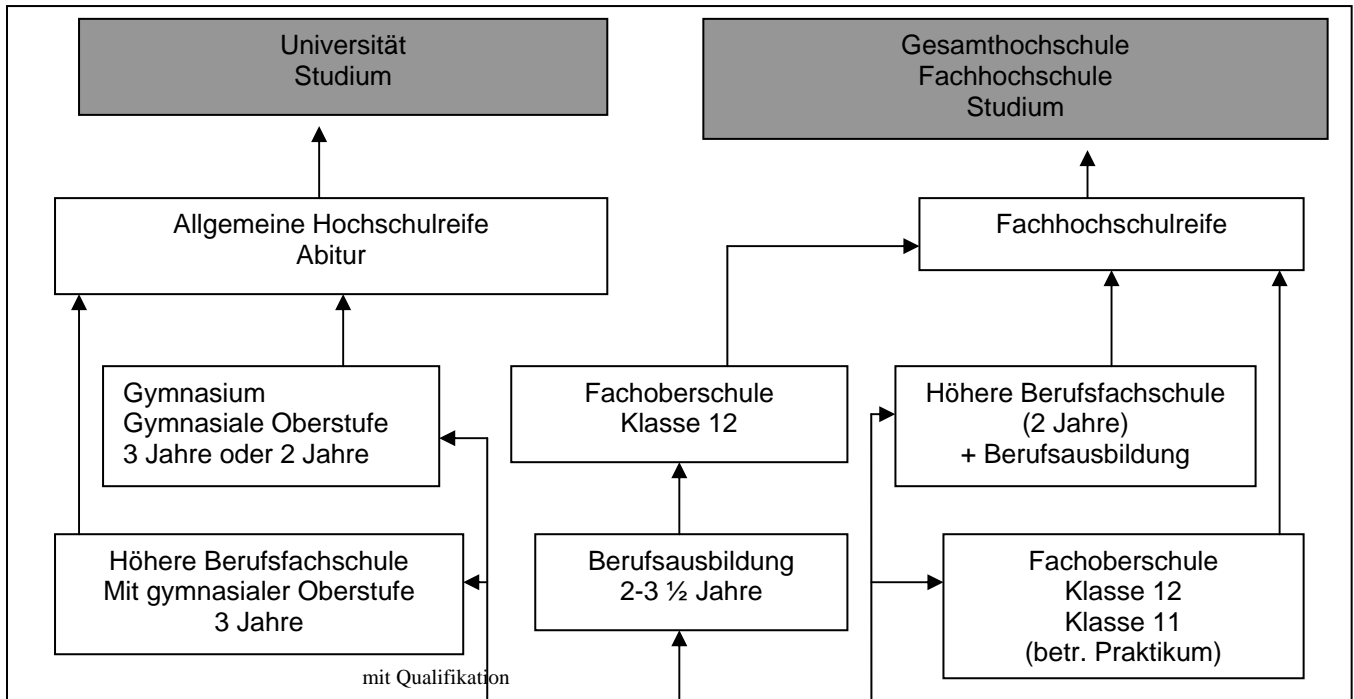 Universität
Studium
Gesamthochschule
Fachhochschule
Studium
Allgemeine Hochschulreife
Abitur
Fachhochschulreife
Gymnasium
Gymnasiale Oberstufe
3 Jahre oder 2 Jahre
Fachoberschule
Klasse 12
Höhere Berufsfachschule
(2 Jahre)
+ Berufsausbildung
Höhere Berufsfachschule
Mit gymnasialer Oberstufe
3 Jahre
Berufsausbildung
2-3 ½ Jahre
Fachoberschule
Klasse 12
Klasse 11
(betr. Praktikum)
mit Qualifikation